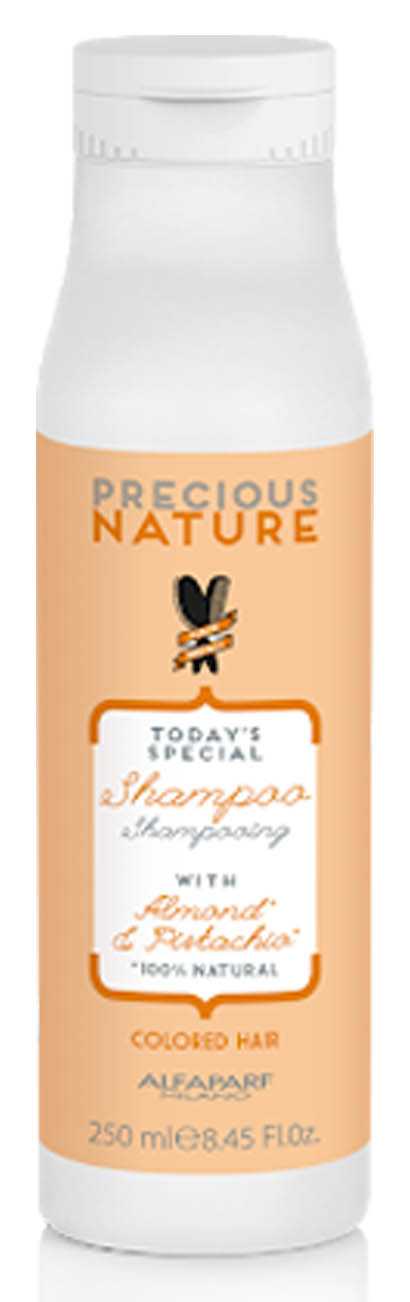 PRECIOUS
NATURE
TODAY'S
SPECIAL
Shampoo
Shampooing
WITH
Almond*
& Pistachio*
*100% NATURAL
COLORED HAIR
ALFAPARF
MILANO
250 ml℮8.45 Fl.Oz.